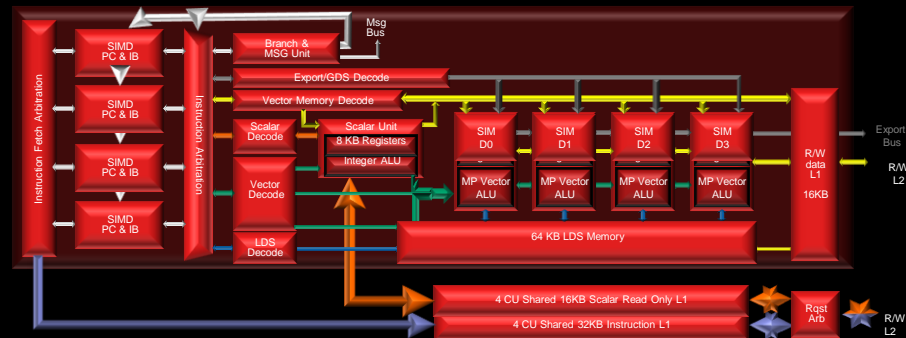 Msg
Bus
Instruction Fetch Arbitration
SIMD
PC & IB
SIMD
PC & IB
SIMD
PC & IB
SIMD
PC & IB
Instruction Arbitration
Branch &
MSG Unit
Export/GDS Decode
Vector Memory Decode
Scalar
Decode
Scalar Unit
8 KB Registers
Integer ALU
Vector
Decode
LDS
Decode
SIM
D0
SIM
D1
SIM
D2
SIM
D3
MP Vector
ALU
MP Vector
ALU
MP Vector
ALU
MP Vector
ALU
64 KB LDS Memory
R/W
data
L1
16KB
Export
Bus
R/W
L2
4 CU Shared 16KB Scalar Read Only L1
4 CU Shared 32KB Instruction L1
Rqst
Arb
R/W
L2